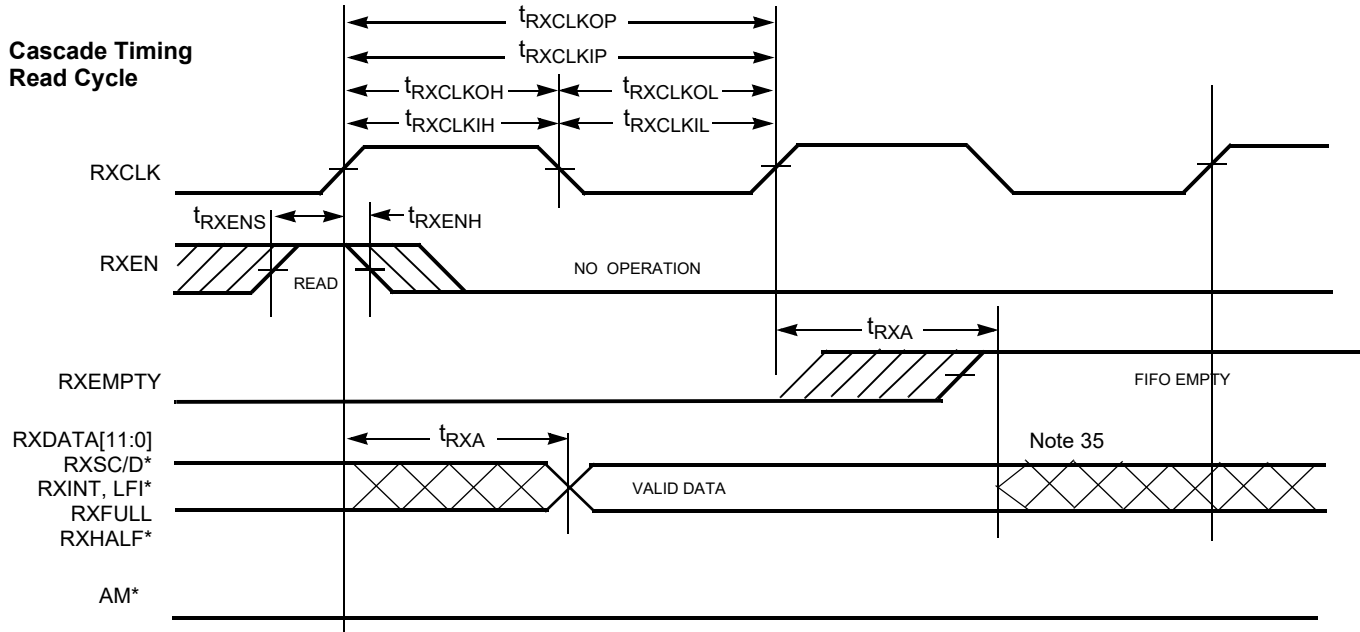 tRXCLKOP
Cascade Timing
Read Cycle
tRXCLKIP
tRXCLKOH
tRXCLKOL
tRXCLKIH
tRXCLKIL
RXCLK
tRXENS
tRXENH
RXEN
READ
NO OPERATION
tRXA
RXEMPTY
FIFO EMPTY
RXDATA[11:0]
tRXA
Note 35
RXSC/D*
RXINT, LFI*
VALID DATA
RXFULL
RXHALF*
AM*